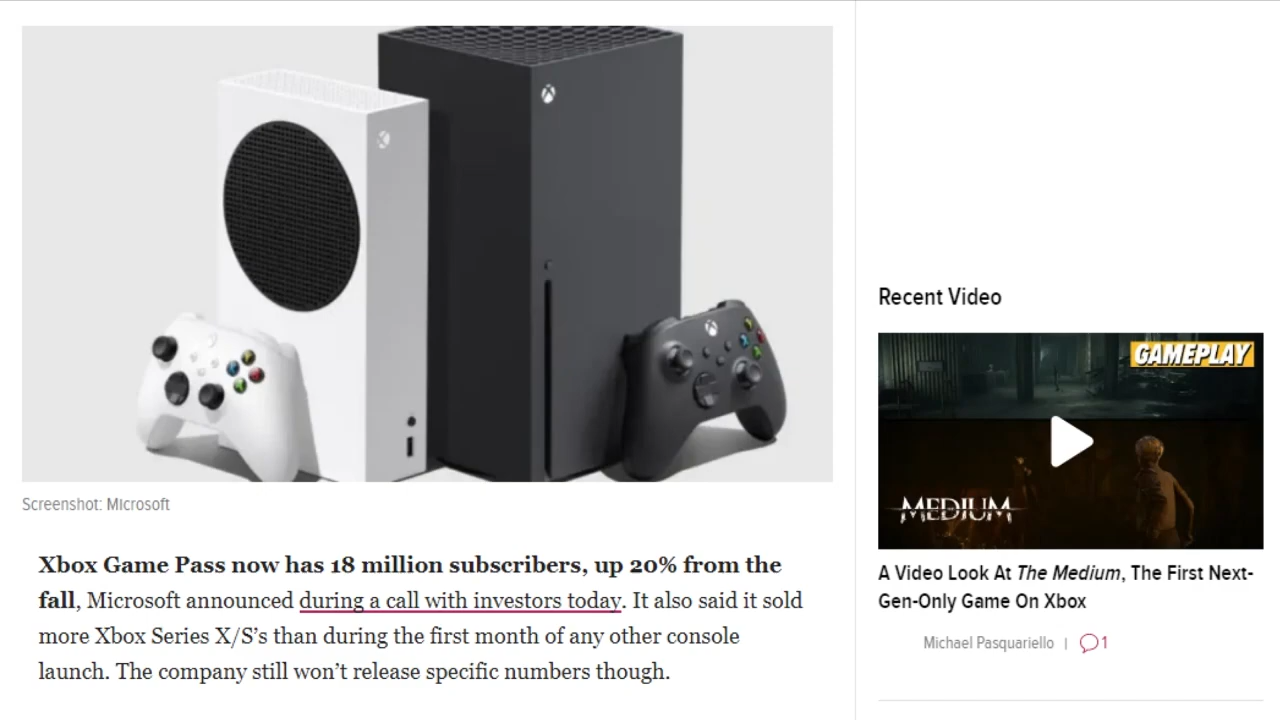 Screenshot: Microsoft
Xbox Game Pass now has 18 million subscribers, up 20% from the
fall, Microsoft announced during a call with investors today. It also said it sold
more Xbox Series X/S’s than during the first month of any other console
launch. The company still won’t release specific numbers though.
Recent Video
GAMEPLAY
MEDIUM
A Video Look At The Medium, The First Next-
Gen-Only Game On Xbox
Michael Pasquariello | 1